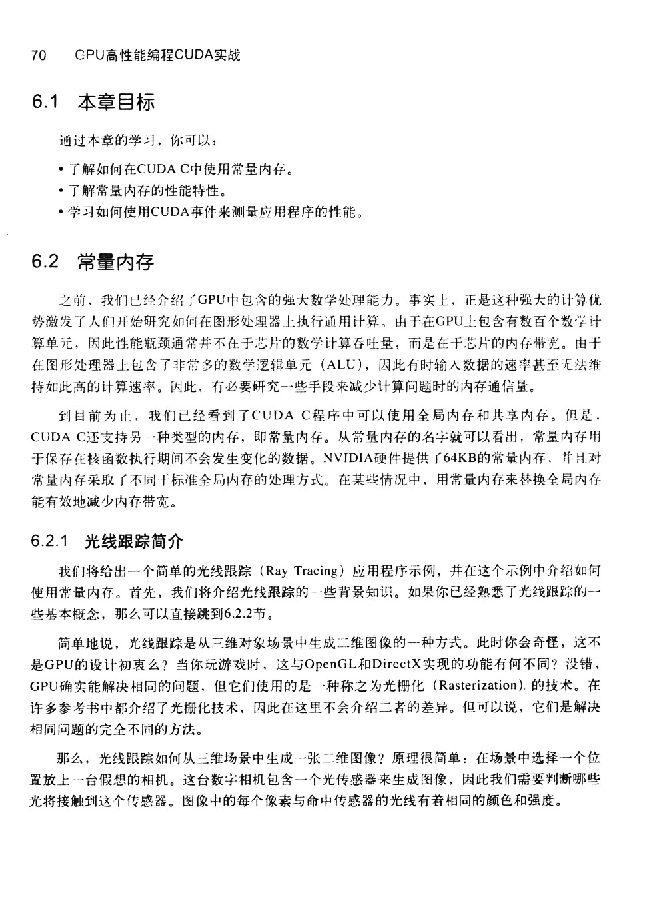 70 GPU高性能编程CUDA实战
6.1 本章目标
通过本章的学习，你可以：
• 了解如何在CUDA C中使用常量内存。
• 了解常量内存的性能特性。
• 学习如何使用CUDA事件来测量应用程序的性能。
6.2 常量内存
之前，我们已经介绍了GPU中包含的强大数学处理能力。事实上，正是这种强大的计算优
势激发了人们开始研究如何在图形处理器上执行通用计算。由于在GPU上包含有数百个数学计
算单元，因此性能瓶颈通常并不在于芯片的数学计算吞吐量，而是在于芯片的内存带宽。由于
在图形处理器上包含了非常多的数学逻辑单元（ALU），因此有时输入数据的速率甚至无法维
持如此高的计算速率。因此，有必要研究一些手段来减少计算问题时的内存通信量。
到目前为止，我们已经看到了CUDA C程序中可以使用全局内存和共享内存。但是，
CUDA C还支持另一种类型的内存，即常量内存。从常量内存的名字就可以看出，常量内存用
于保存在核函数执行期间不会发生变化的数据。NVIDIA硬件提供了64KB的常量内存，并且对
常量内存采取了不同于标准全局内存的处理方式。在某些情况中，用常量内存来替换全局内存
能有效地减少内存带宽。
6.2.1 光线跟踪简介
我们将给出一个简单的光线跟踪（Ray Tracing）应用程序示例，并在这个示例中介绍如何
使用常量内存。首先，我们将介绍光线跟踪的一些背景知识。如果你已经熟悉了光线跟踪的一
些基本概念，那么可以直接跳到6.2.2节。
简单地说，光线跟踪是从三维对象场景中生成二维图像的一种方式。此时你会奇怪，这不
是GPU的设计初衷么？当你玩游戏时，这与OpenGL和DirectX实现的功能有何不同？没错，
GPU确实能解决相同的问题，但它们使用的是一种称之为光栅化（Rasterization）的技术。在
许多参考书中都介绍了光栅化技术，因此在这里不会介绍二者的差异。但可以说，它们是解决
相同问题的完全不同的方法。
那么，光线跟踪如何从三维场景中生成一张二维图像？原理很简单：在场景中选择一个位
置放上一台假想的相机。这台数字相机包含一个光传感器来生成图像，因此我们需要判断哪些
光将接触到这个传感器。图像中的每个像素与命中传感器的光线有着相同的颜色和强度。